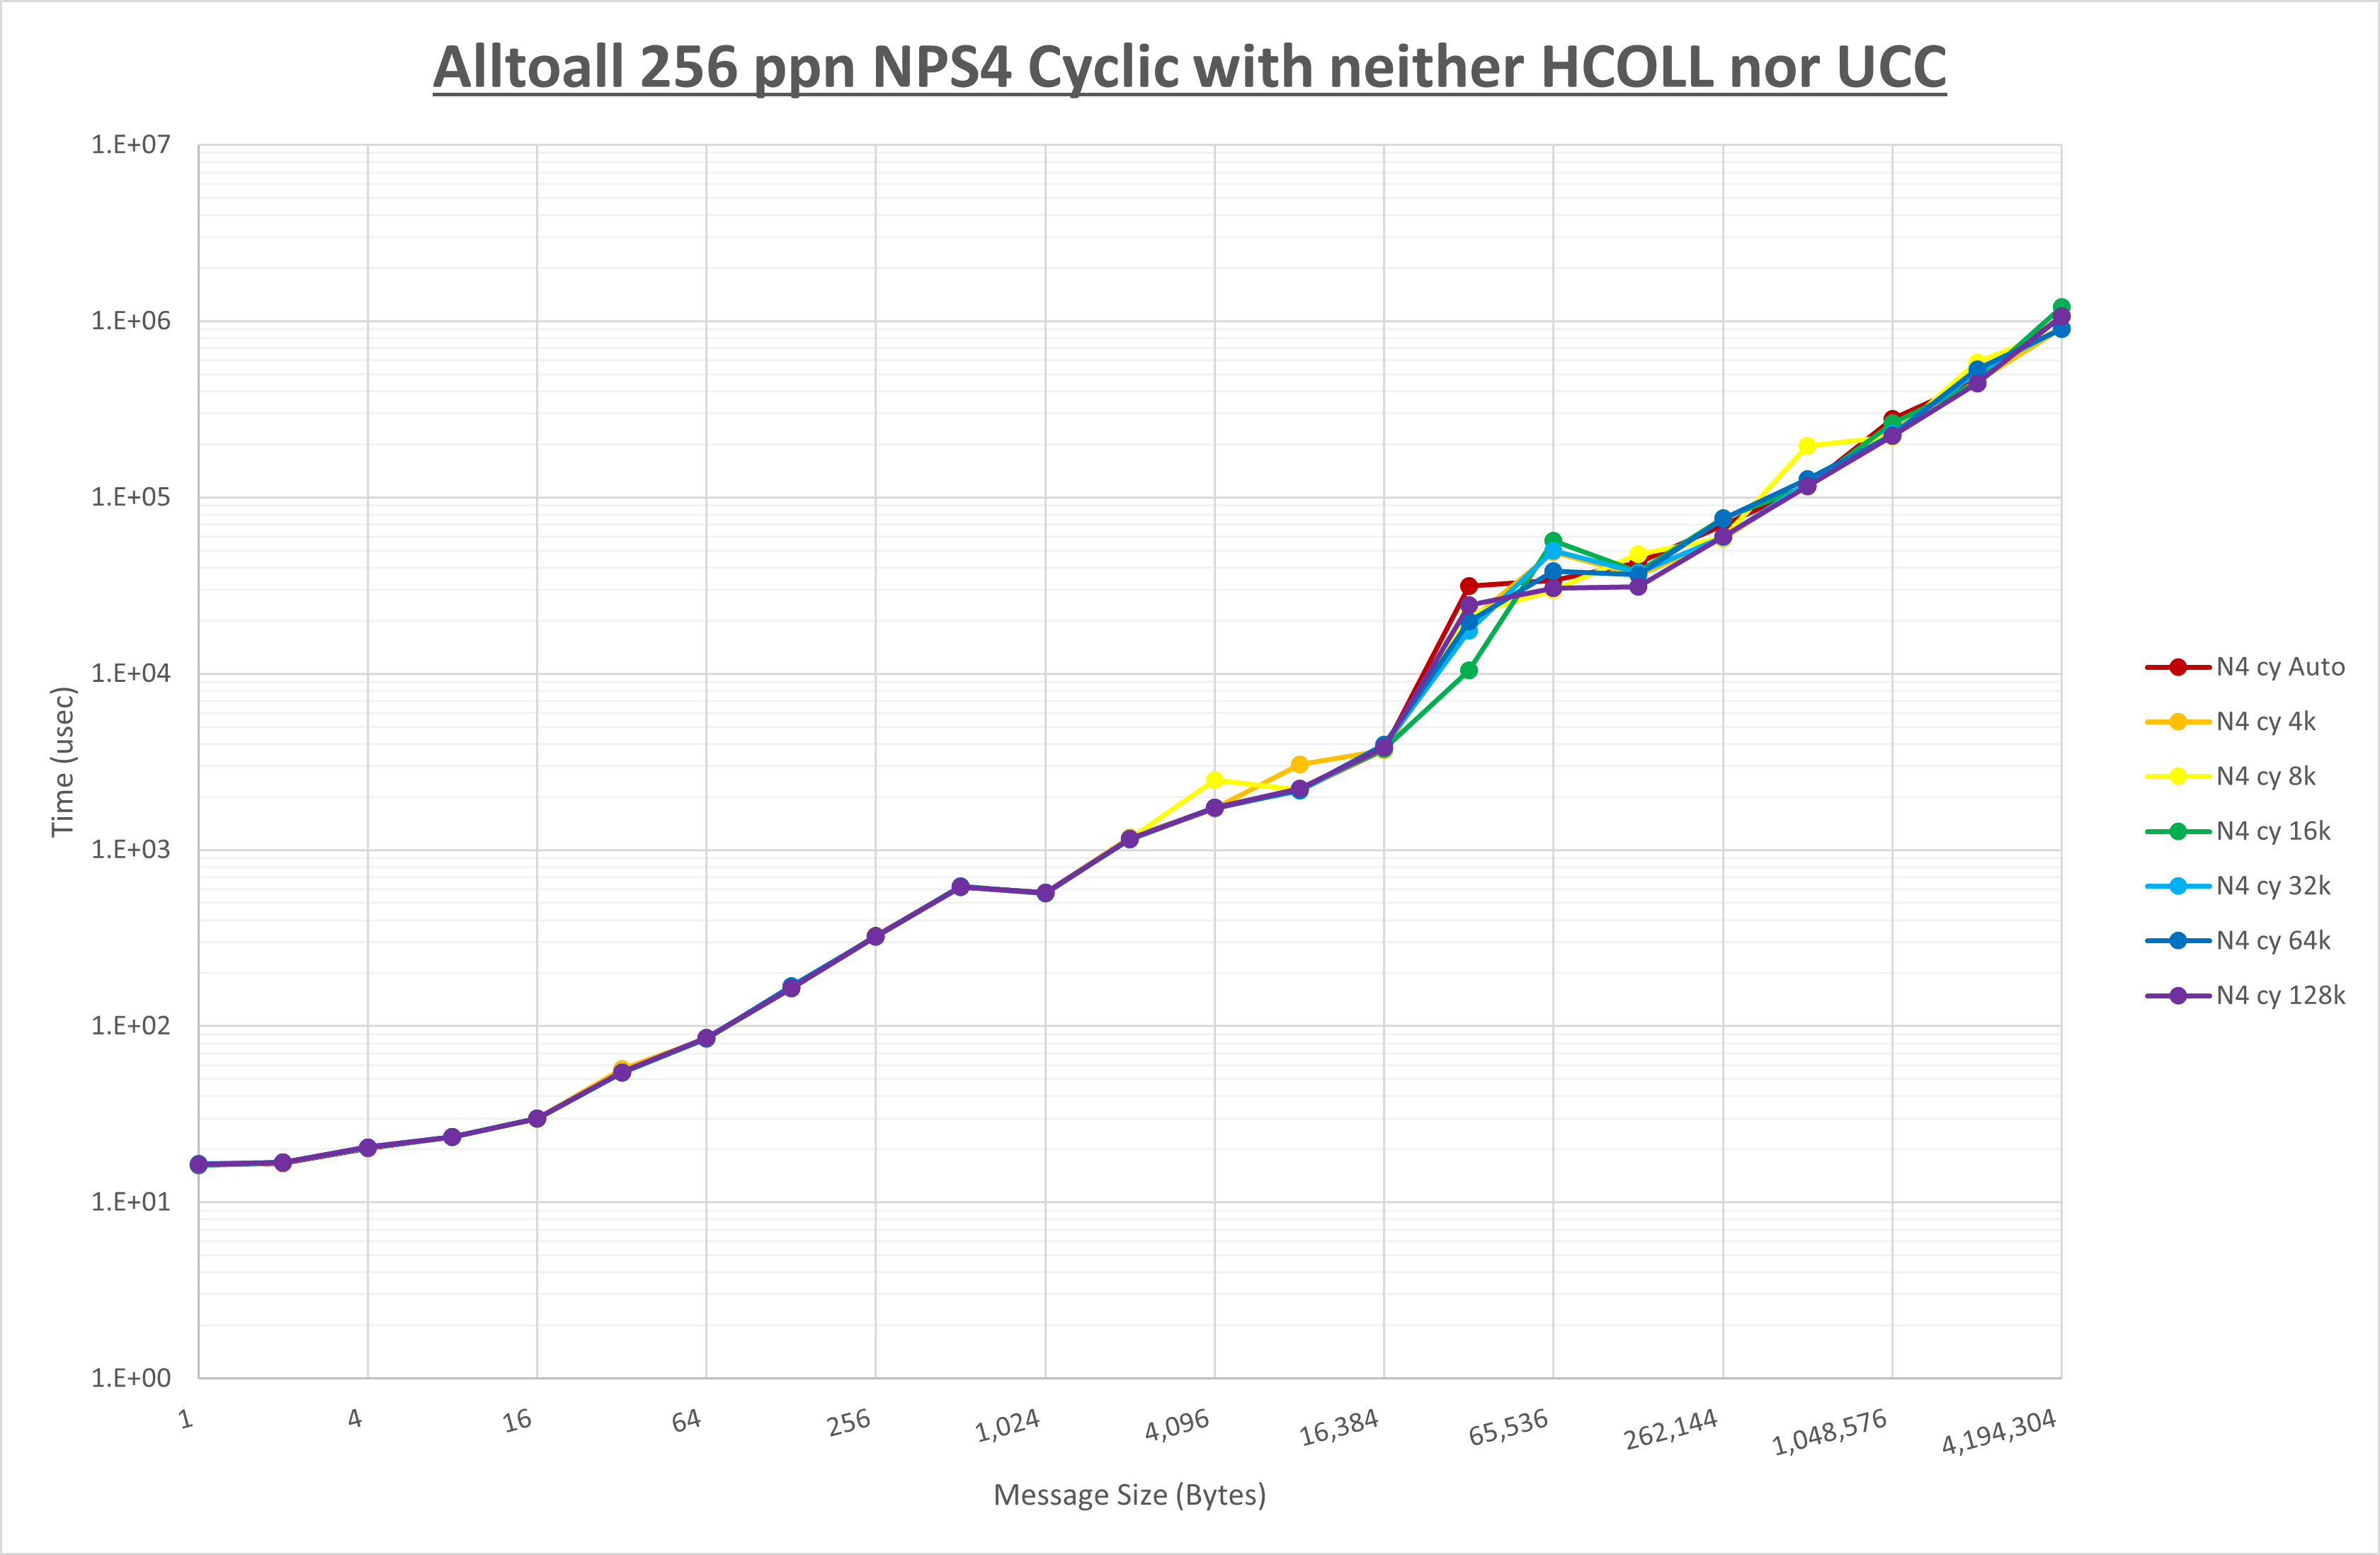 Alltoall 256 ppn NPS4 Cyclic with neither HCOLL nor UCC
1.E+07
1.E+06
1.E+05
1.E+04
1.E+03
1.E+02
1.E+01
1.E+00
Time (usec)
1 4 16 64 256 1,024 4,096 16,384 65,536 262,144 1,048,576 4,194,304
Message Size (Bytes)
N4 cy Auto
N4 cy 4k
N4 cy 8k
N4 cy 16k
N4 cy 32k
N4 cy 64k
N4 cy 128k